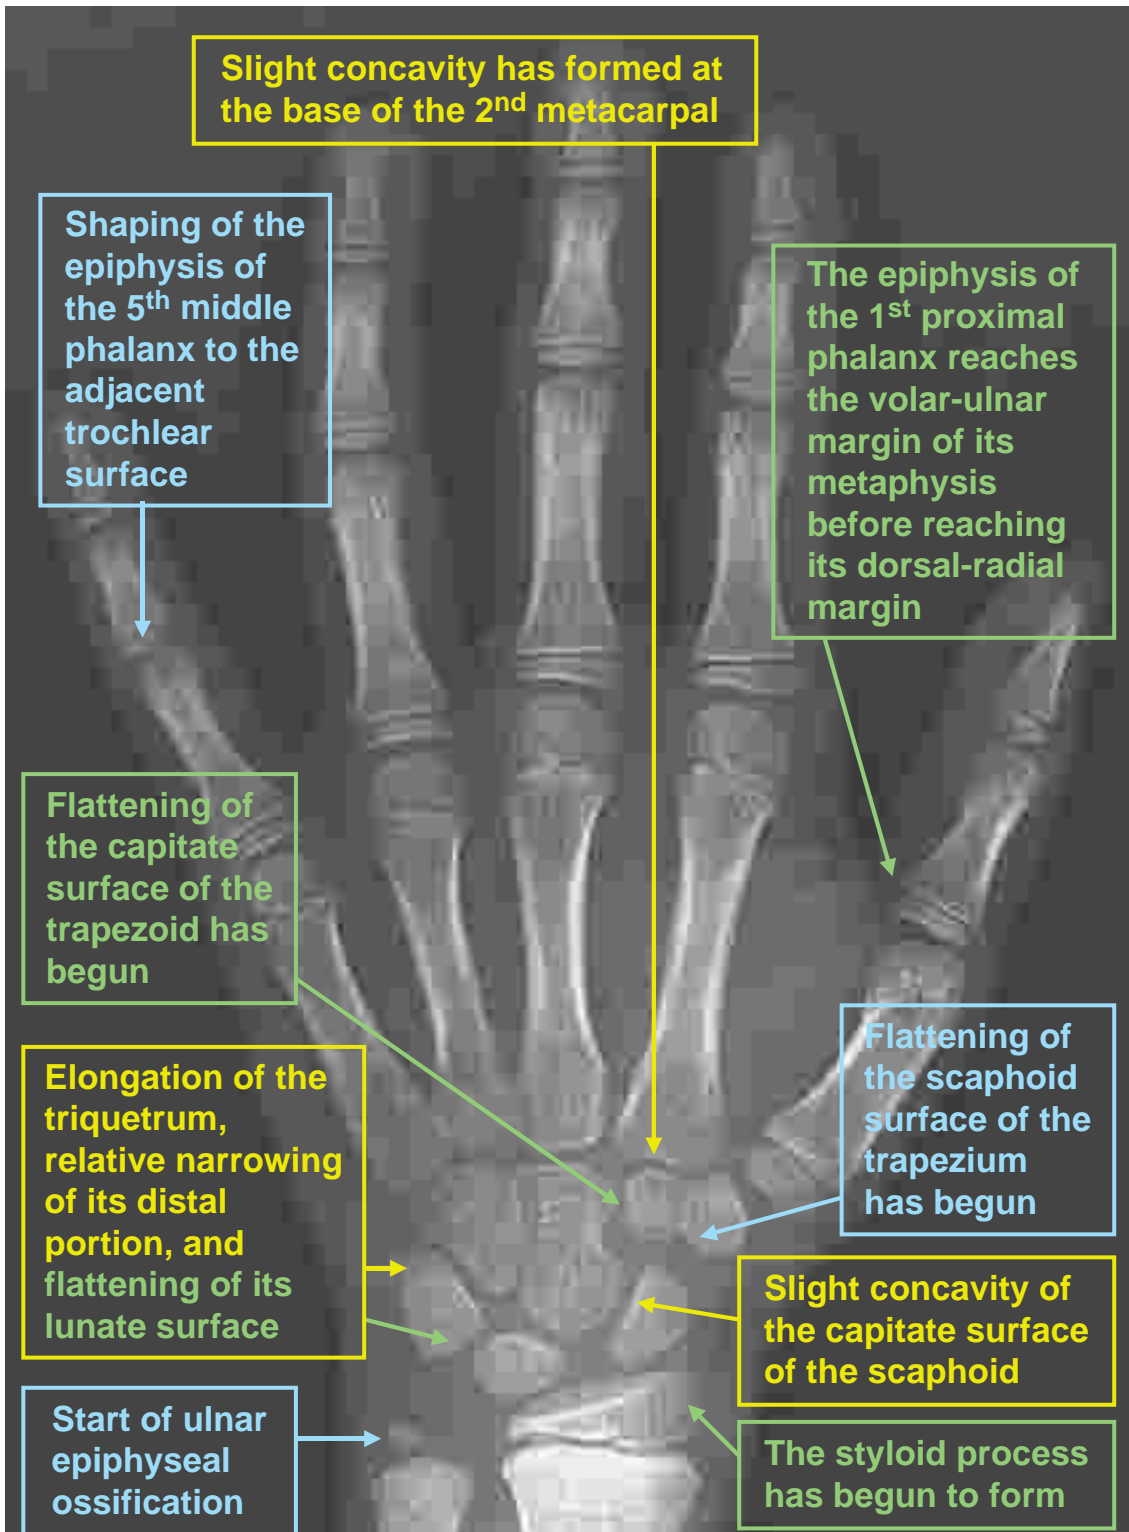 Slight concavity has formed at
the base of the 2nd metacarpal
Shaping of the
epiphysis of
the 5th middle
phalanx to the
adjacent
trochlear
surface
The epiphysis of
the 1st proximal
phalanx reaches
the volar-ulnar
margin of its
metaphysis
before reaching
its dorsal-radial
margin
Flattening of
the capitate
surface of the
trapezoid has
begun
Flattening of
the scaphoid
surface of the
trapezium
has begun
Elongation of the
triquetrum,
relative narrowing
of its distal
portion, and
flattening of its
lunate surface
Slight concavity of
the capitate surface
of the scaphoid
Start of ulnar
epiphyseal
ossification
The styloid process
has begun to form